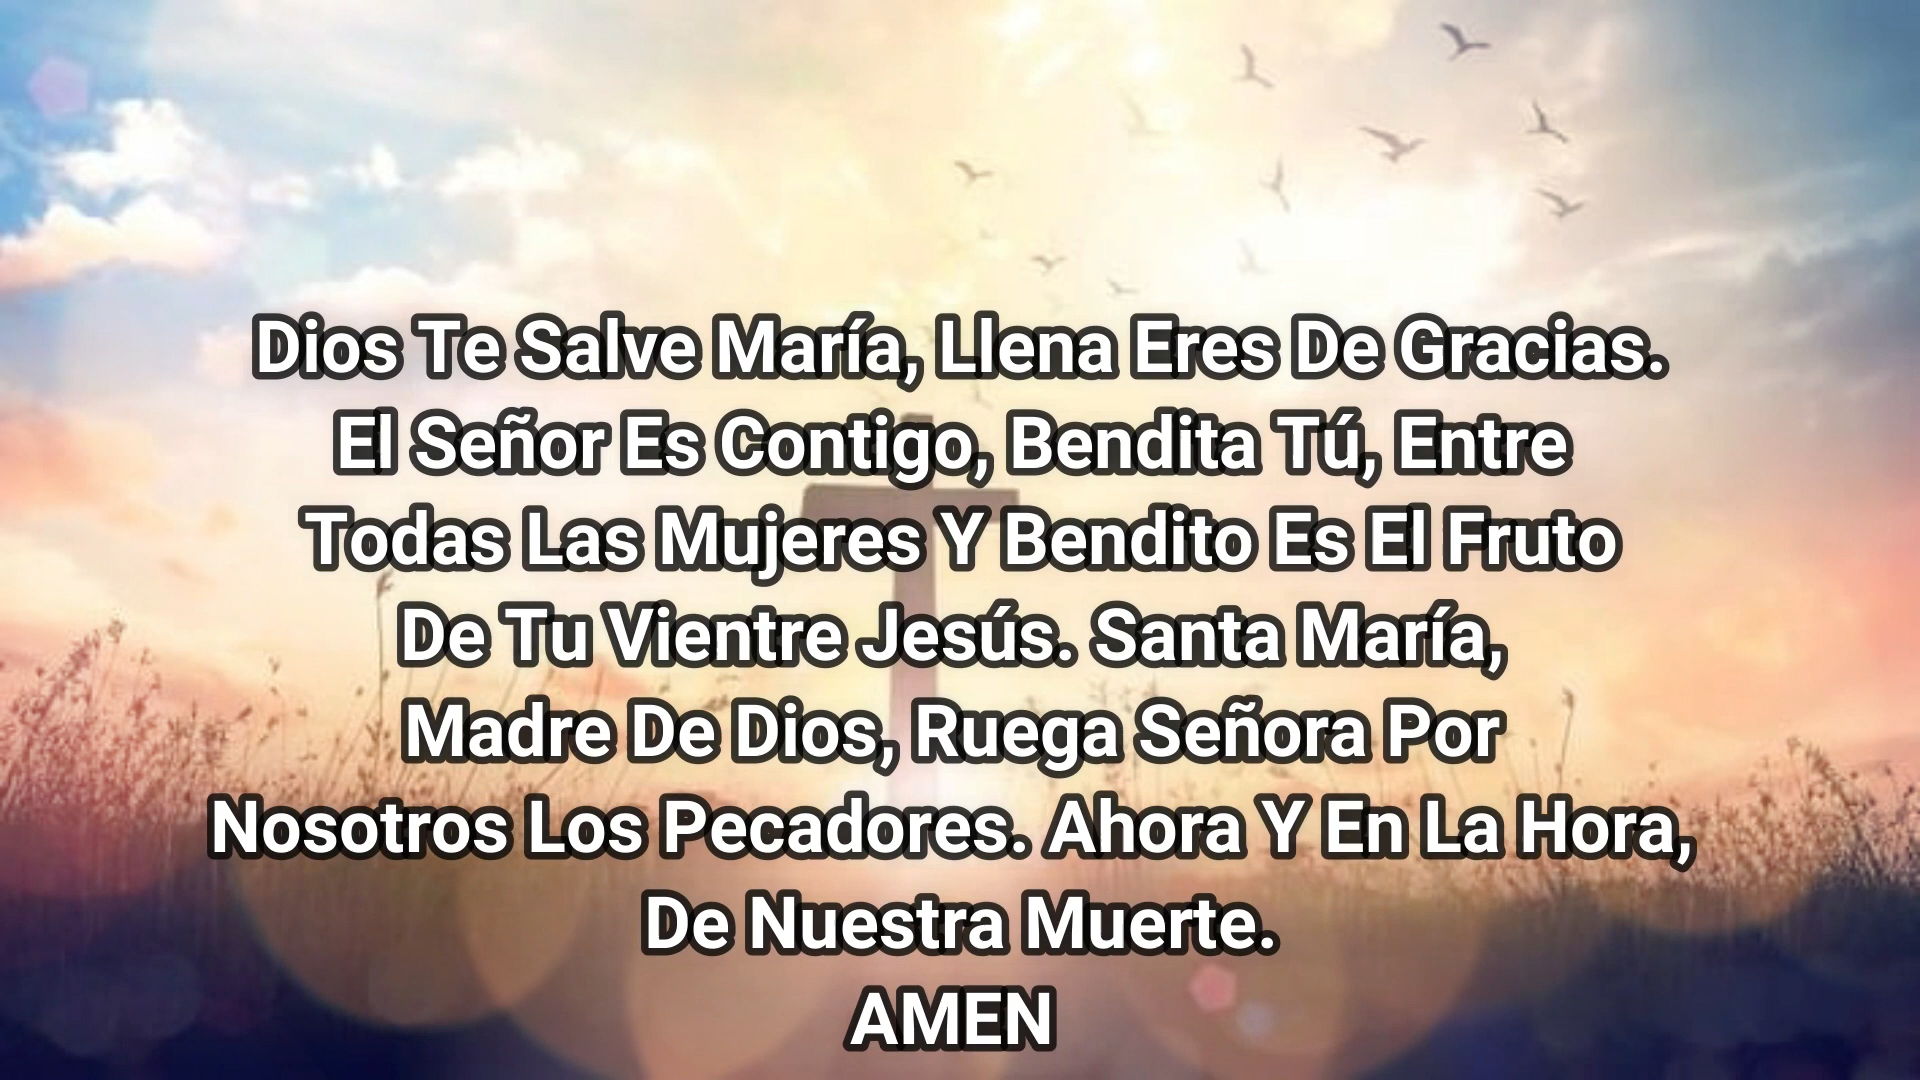 Dios Te Salve María, Llena Eres De Gracias.
El Señor Es Contigo, Bendita Tú, Entre
Todas Las Mujeres Y Bendito Es El Fruto
De Tu Vientre Jesús. Santa María,
Madre De Dios, Ruega Señora Por
Nosotros Los Pecadores. Ahora Y En La Hora,
De Nuestra Muerte.
AMEN